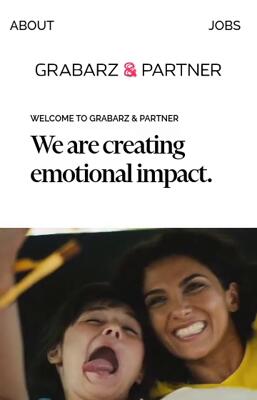 ABOUT JOBS
GRABARZ & PARTNER
WELCOME TO GRABARZ & PARTNER
We are creating
emotional impact.